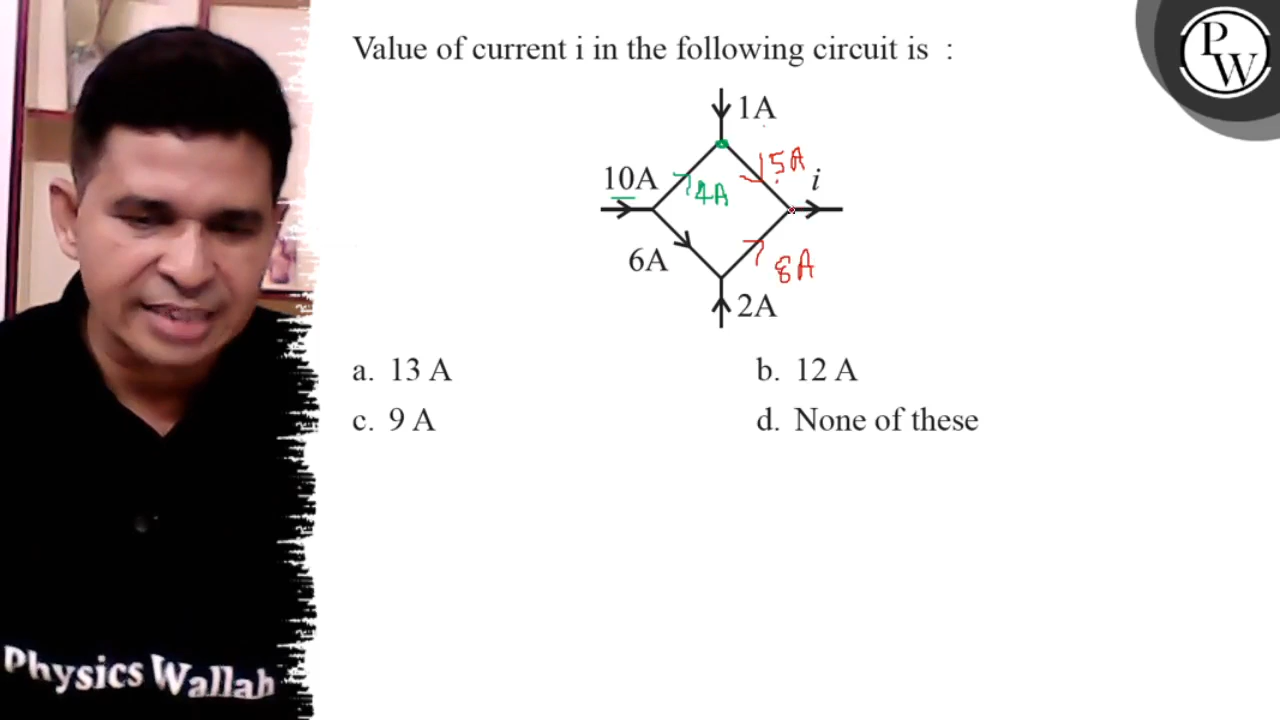 Value of current i in the following circuit is :
1A
5A
10A
4A
i
6A
8A
2A
a. 13 A
b. 12 A
c. 9 A
d. None of these
PW
Physics Wallah